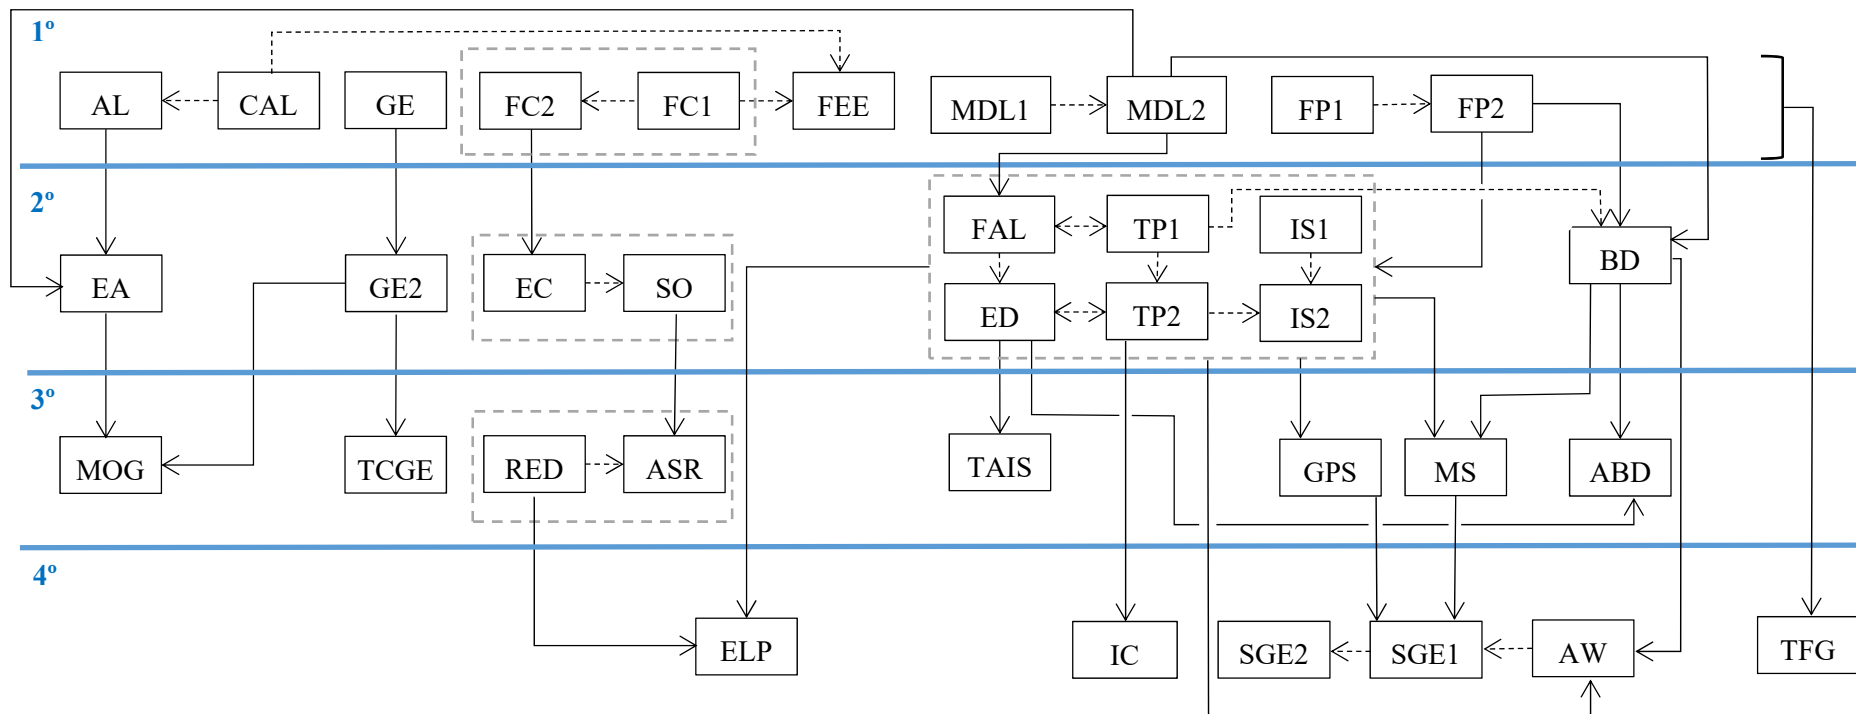 1º
AL CAL GE FC2 FC1 FEE MDL1 MDL2 FP1 FP2
2º
FAL TP1 IS1 BD
EA GE2 EC SO ED TP2 IS2
3º
MOG TCGE RED ASR TAIS GPS MS ABD
4º
ELP IC SGE2 SGE1 AW TFG